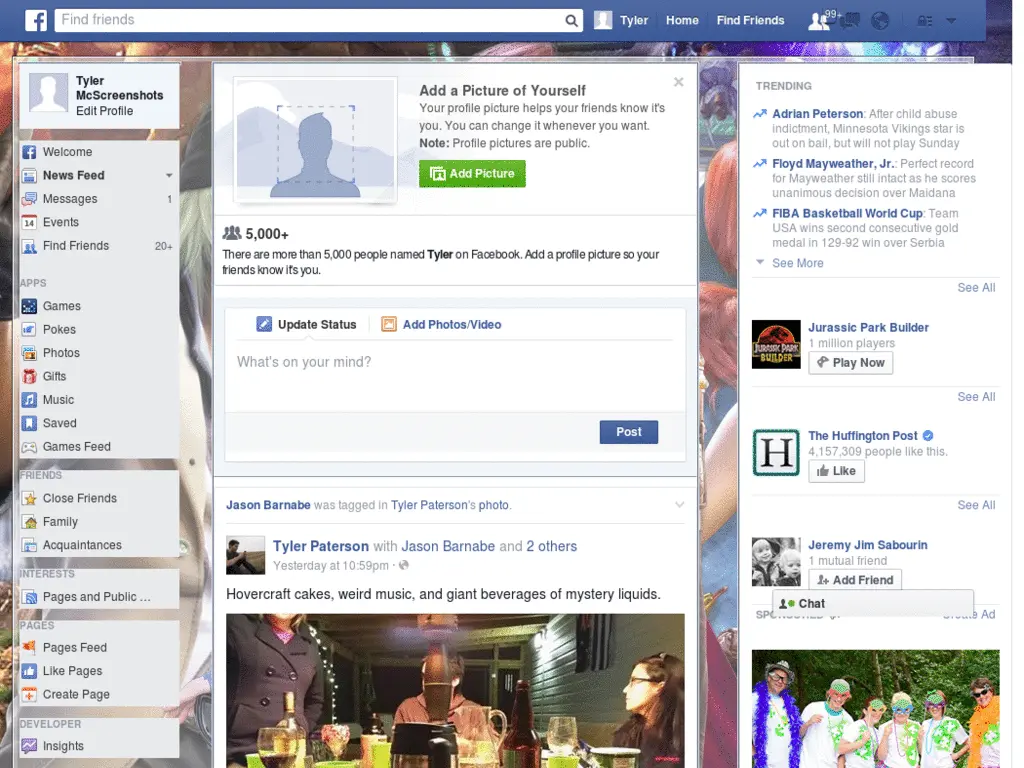 Find friends
Tyler
Home
Find Friends
99+
Tyler
McScreenshots
Edit Profile
Welcome
News Feed
Messages 1
Events
Find Friends 20+
APPS
Games
Pokes
Photos
Gifts
Music
Saved
Games Feed
FRIENDS
Close Friends
Family
Acquaintances
INTERESTS
Pages and Public ...
PAGES
Pages Feed
Like Pages
Create Page
DEVELOPER
Insights
Add a Picture of Yourself
Your profile picture helps your friends know it's
you. You can change it whenever you want.
Note: Profile pictures are public.
Add Picture
5,000+
There are more than 5,000 people named Tyler on Facebook. Add a profile picture so your
friends know it's you.
Update Status
Add Photos/Video
What's on your mind?
Post
Jason Barnabe was tagged in Tyler Paterson's photo.
Tyler Paterson with Jason Barnabe and 2 others
Yesterday at 10:59pm ·
Hovercraft cakes, weird music, and giant beverages of mystery liquids.
TRENDING
Adrian Peterson: After child abuse
indictment, Minnesota Vikings star is
out on bail, but will not play Sunday
Floyd Mayweather, Jr.: Perfect record
for Mayweather still intact as he scores
unanimous decision over Maidana
FIBA Basketball World Cup: Team
USA wins second consecutive gold
medal in 129-92 win over Serbia
See More
See All
JURASSIC PARK
BUILDER
Jurassic Park Builder
1 million players
Play Now
See All
H
The Huffington Post
4,157,309 people like this.
Like
See All
Jeremy Jim Sabourin
1 mutual friend
Add Friend
Chat
SPONSORED
Create Ad